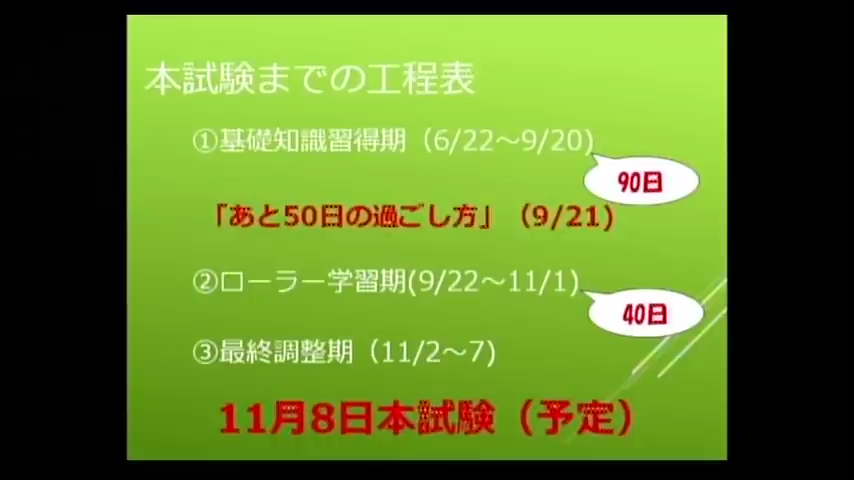 本試験までの工程表
①基礎知識習得期（6/22～9/20)
90日
「あと50日の過ごし方」（9/21)
②ローラー学習期(9/22～11/1)
40日
③最終調整期（11/2～7)
11月8日本試験（予定）